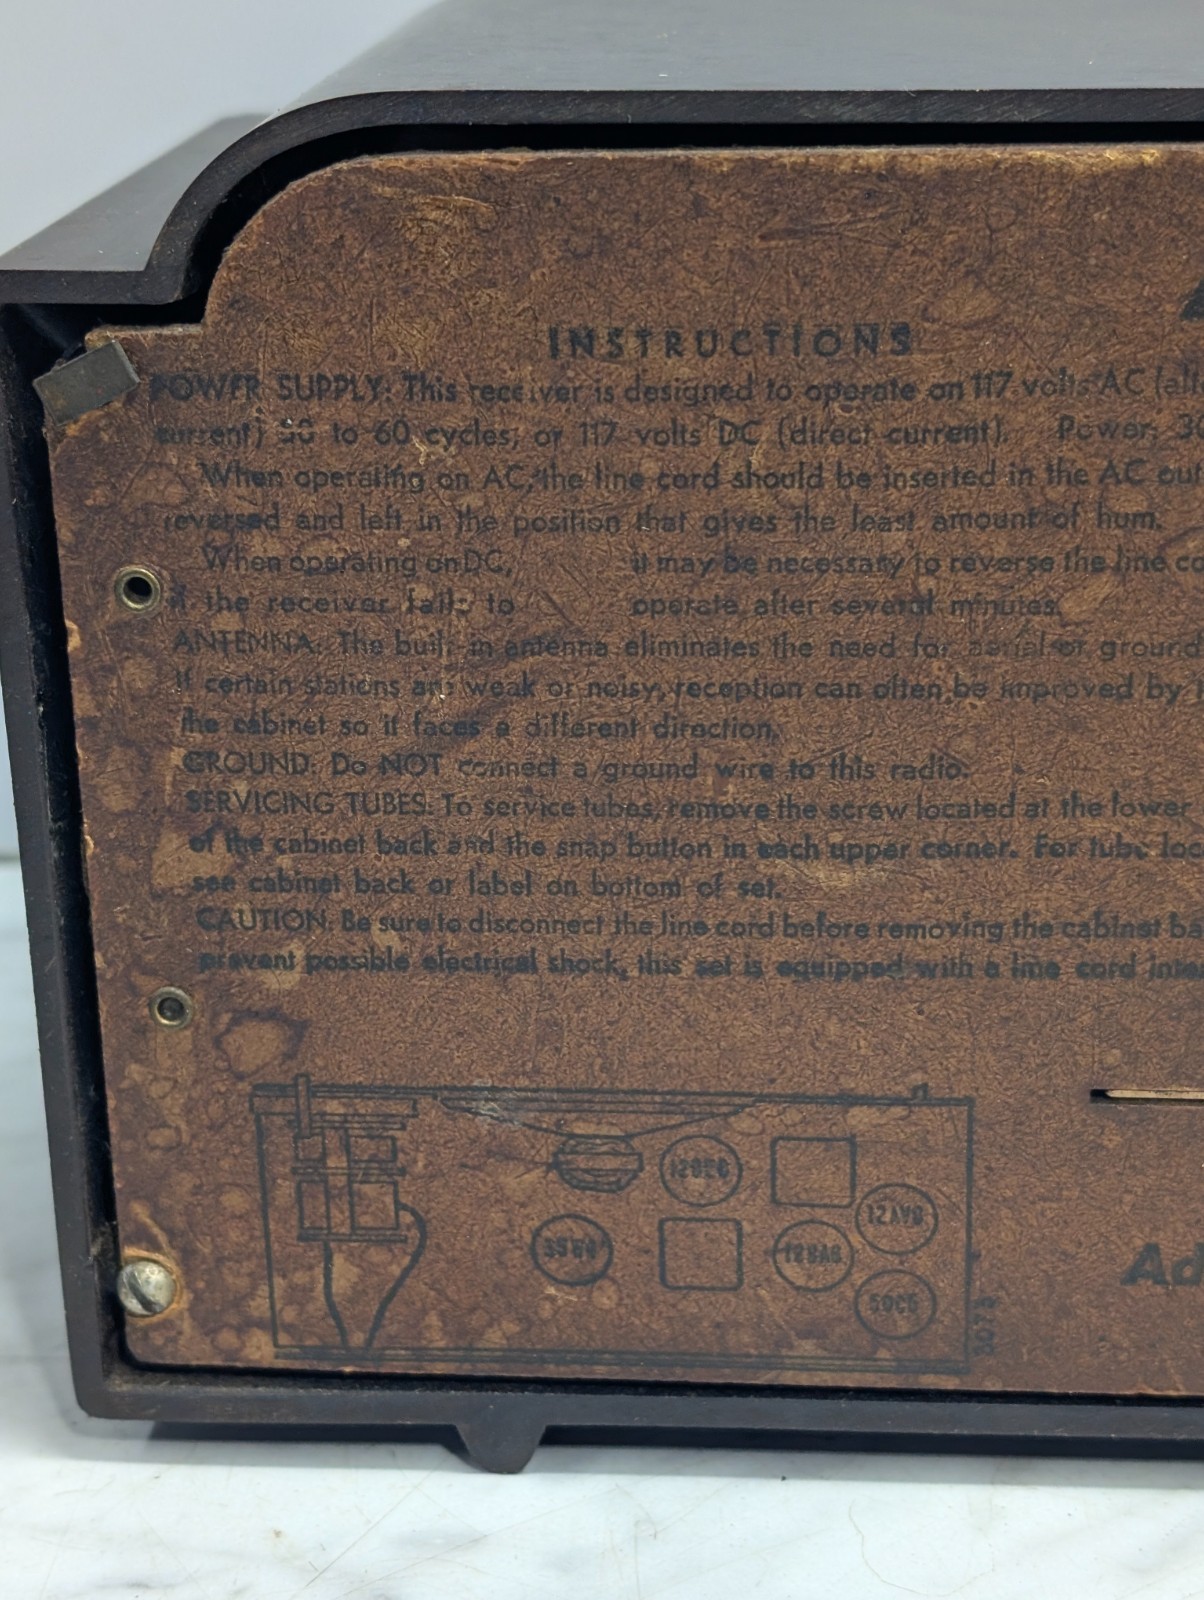 INSTRUCTIONS
POWER SUPPLY: This receiver is designed to operate on 117 volts AC (al
current) to 60 cycles; or 117 volts DC (direct current). Power: 3
When operating on AC, the line cord should be inserted in the AC ou
reversed and left in the position that gives the least amount of hum.
When operating on DC, it may be necessary to reverse the line co
if the receiver fails to operate after several minutes.
ANTENNA: The built in antenna eliminates the need for aerial or ground
If certain stations are weak or noisy, reception can often be improved by
the cabinet so it faces a different direction.
GROUND: Do NOT connect a ground wire to this radio.
SERVICING TUBES: To service tubes, remove the screw located at the lower
of the cabinet back and the snap button in each upper corner. For tube loc
see cabinet back or label on bottom of set.
CAUTION: Be sure to disconnect the line cord before removing the cabinet ba
prevent possible electrical shock, this set is equipped with a line cord inte
12AV6
12BA6
50C5
Ad